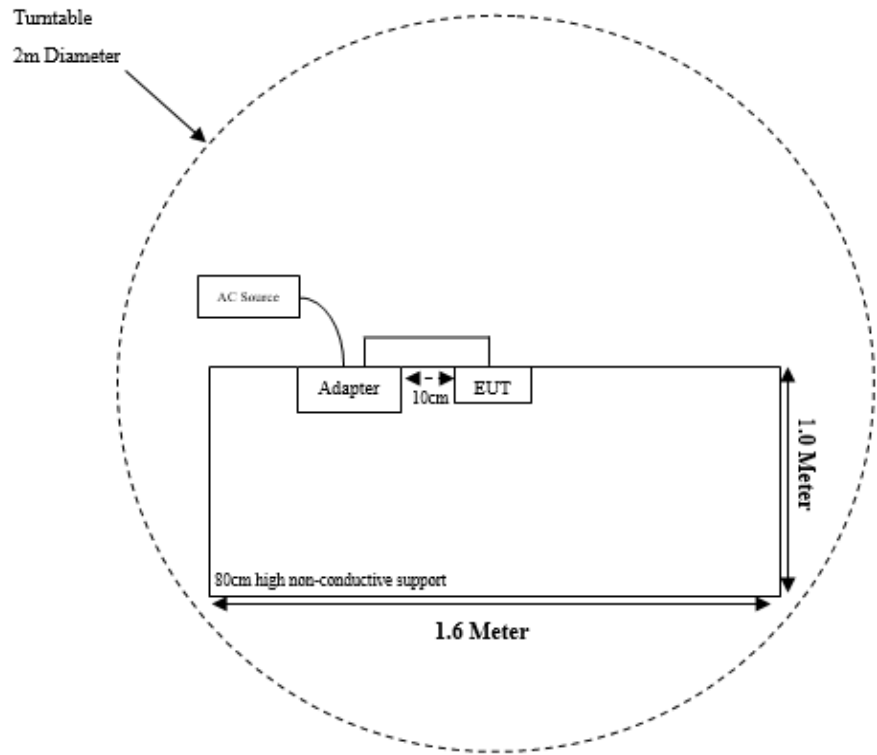 Turntable
2m Diameter
AC Source
Adapter
10cm
EUT
1.0 Meter
80cm high non-conductive support
1.6 Meter